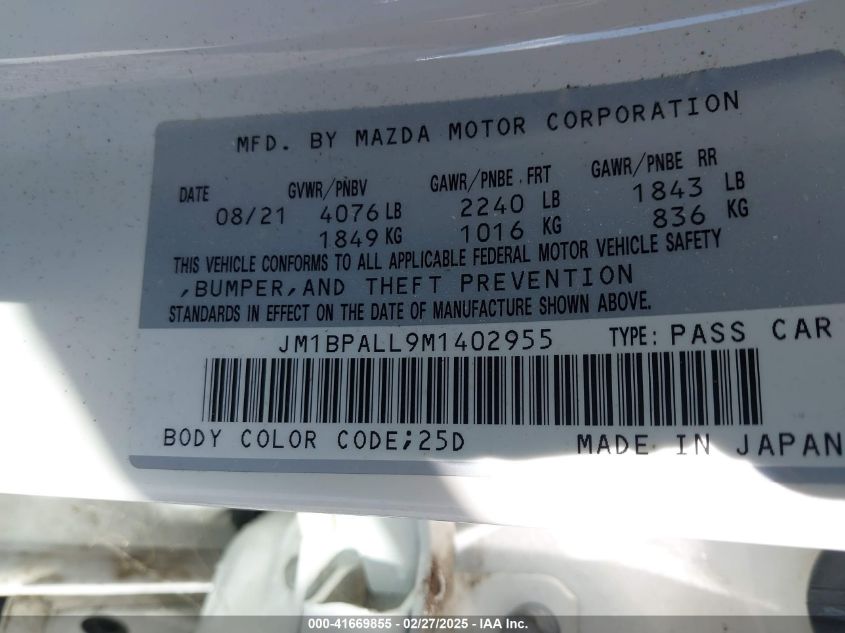 MFD. BY MAZDA MOTOR CORPORATION
DATE GVWR/PNBV GAWR/PNBE FRT GAWR/PNBE RR
08/21 4076 LB 2240 LB 1843 LB
1849 KG 1016 KG 836 KG
THIS VEHICLE CONFORMS TO ALL APPLICABLE FEDERAL MOTOR VEHICLE SAFETY
,BUMPER,AND THEFT PREVENTION
STANDARDS IN EFFECT ON THE DATE OF MANUFACTURE SHOWN ABOVE.
JM1BPALL9M1402955 TYPE: PASS CAR
BODY COLOR CODE;25D MADE IN JAPAN
000-41669855 - 02/27/2025 - IAA Inc.